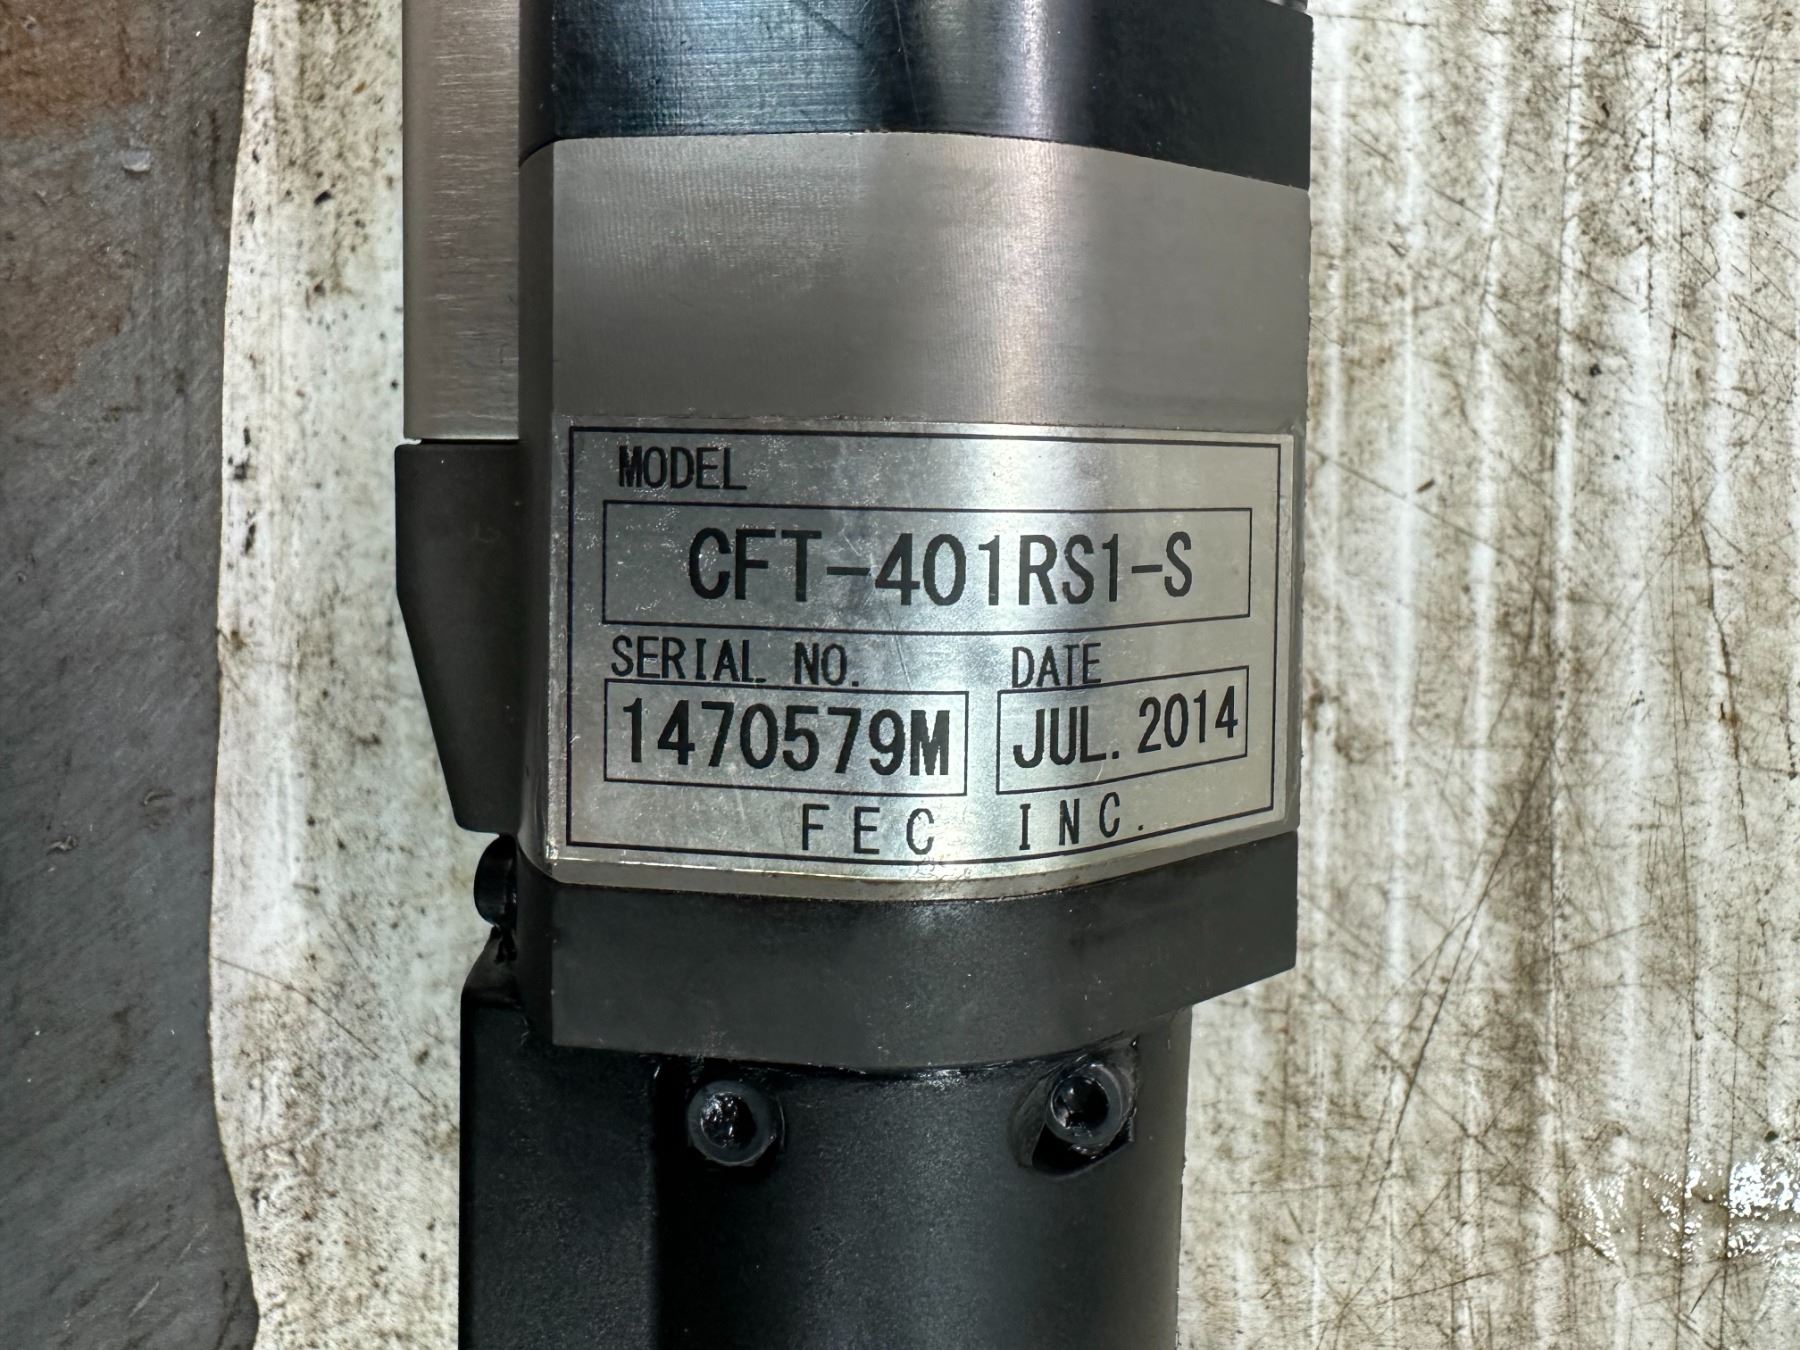 MODEL
CFT-401RS1-S
SERIAL NO. DATE
1470579M JUL. 2014
FEC INC.